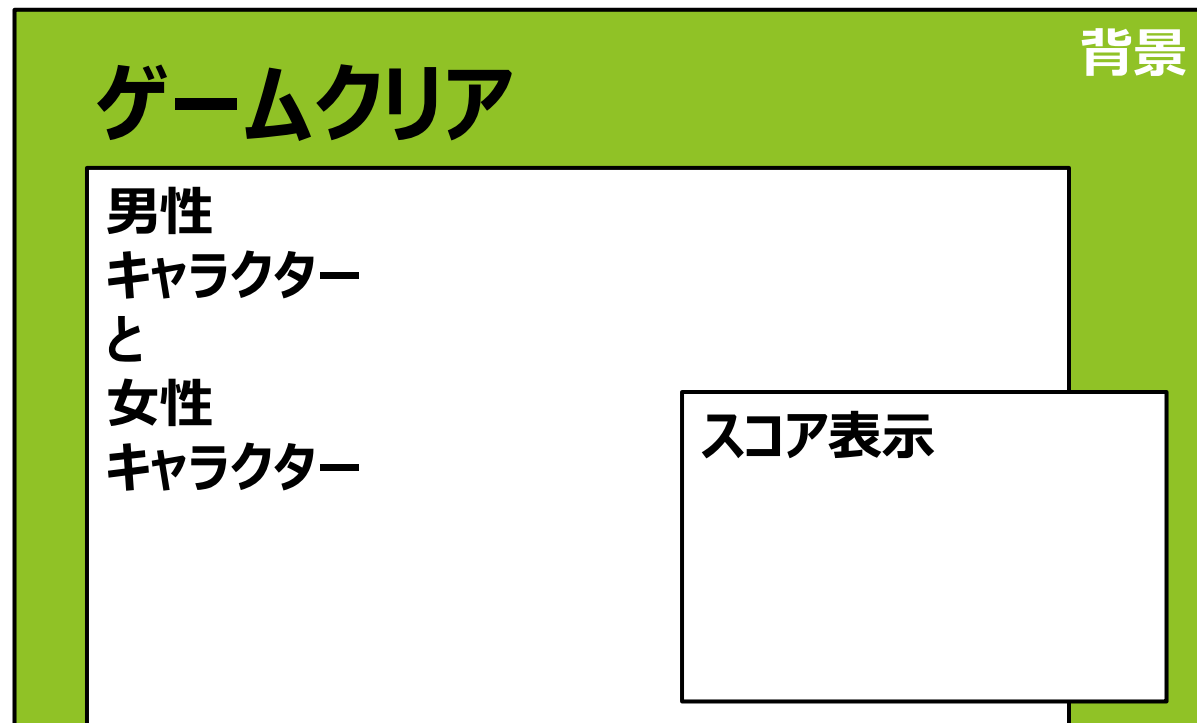 背景
ゲームクリア
男性
キャラクター
と
女性
キャラクター
スコア表示